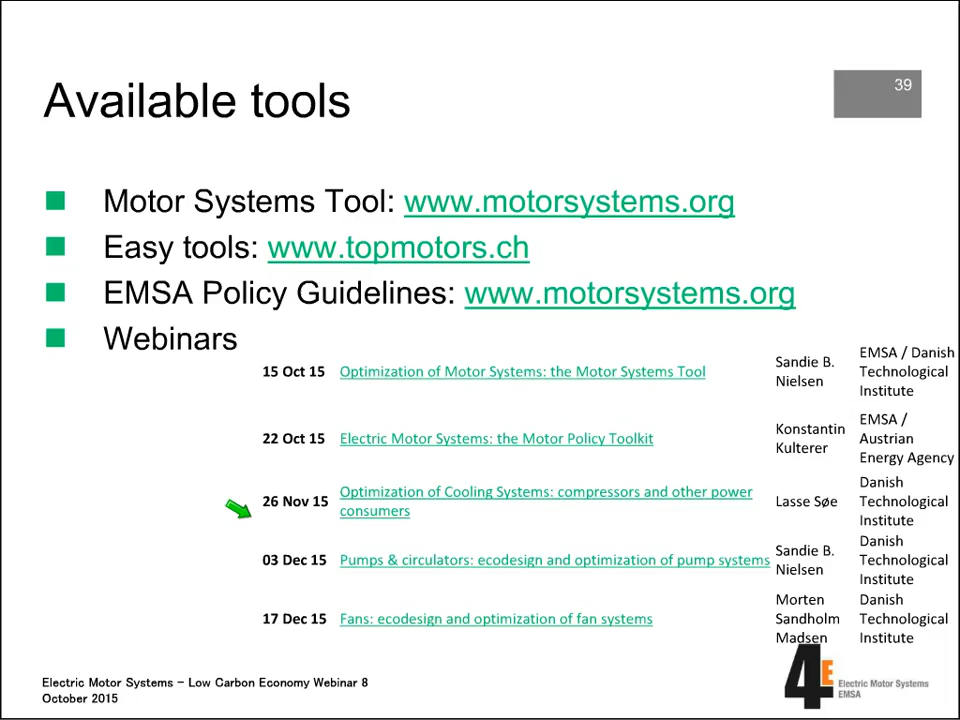 39
Available tools
Motor Systems Tool: www.motorsystems.org
Easy tools: www.topmotors.ch
EMSA Policy Guidelines: www.motorsystems.org
Webinars
15 Oct 15 Optimization of Motor Systems: the Motor Systems Tool
Sandie B.
Nielsen
EMSA / Danish
Technological
Institute
22 Oct 15 Electric Motor Systems: the Motor Policy Toolkit
Konstantin
Kulterer
EMSA /
Austrian
Energy Agency
26 Nov 15 Optimization of Cooling Systems: compressors and other power
consumers
Lasse Søe
Danish
Technological
Institute
03 Dec 15 Pumps & circulators: ecodesign and optimization of pump systems
Sandie B.
Nielsen
Danish
Technological
Institute
17 Dec 15 Fans: ecodesign and optimization of fan systems
Morten
Sandholm
Madsen
Danish
Technological
Institute
Electric Motor Systems – Low Carbon Economy Webinar 8
October 2015
4E
Electric Motor Systems
EMSA